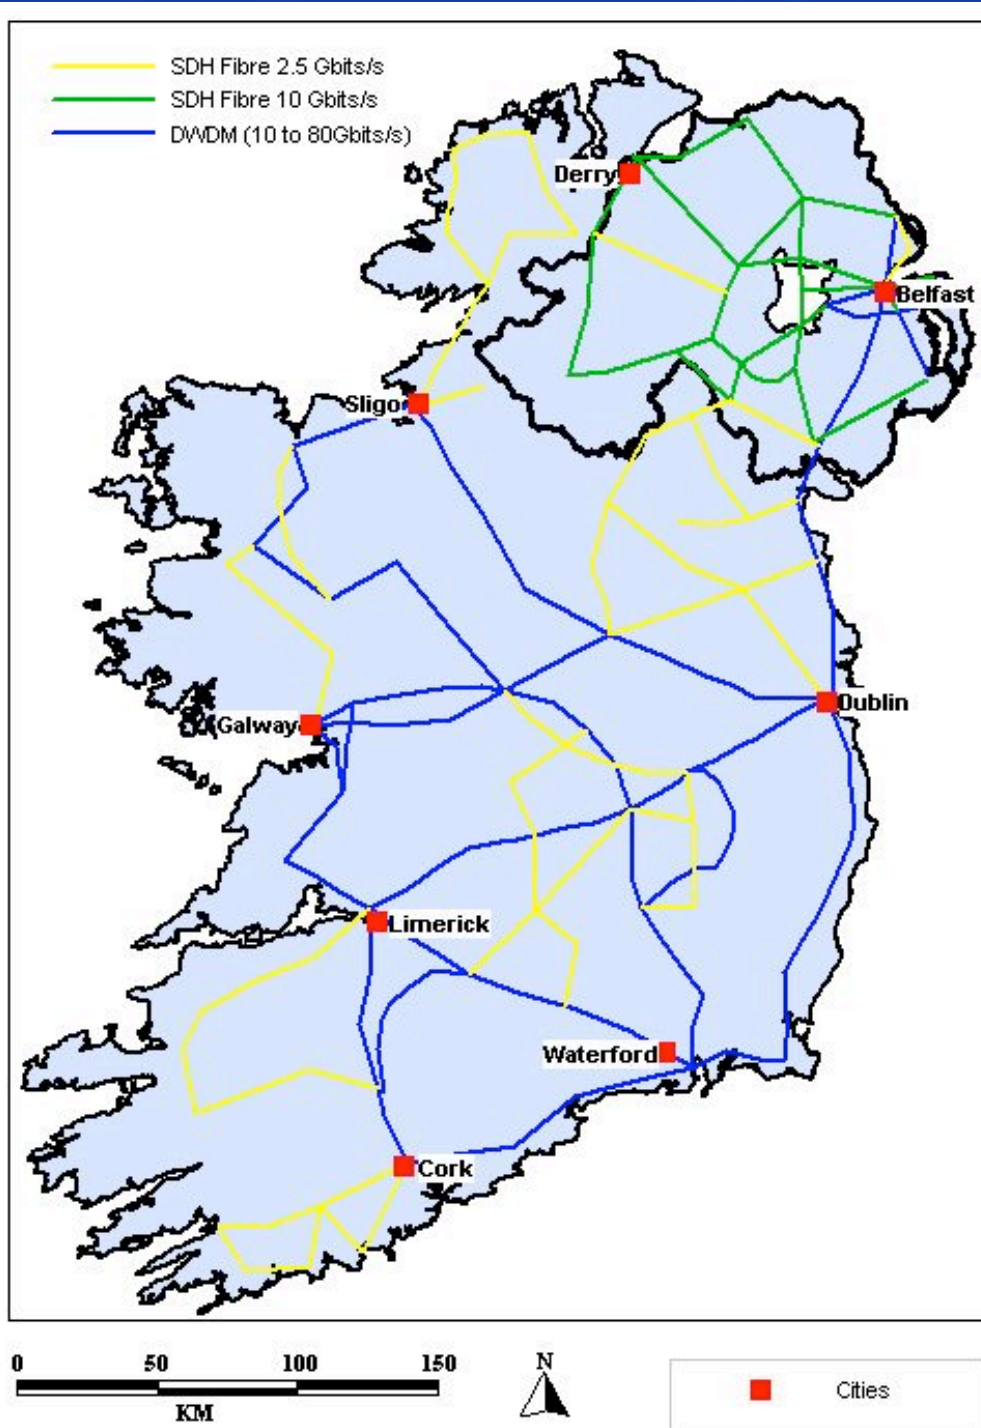 SDH Fibre 2.5 Gbits/s
SDH Fibre 10 Gbits/s
DWDM (10 to 80Gbits/s)
Derry
Belfast
Sligo
Dublin
Galway
Limerick
Waterford
Cork
0 50 100 150
KM
N
Cities